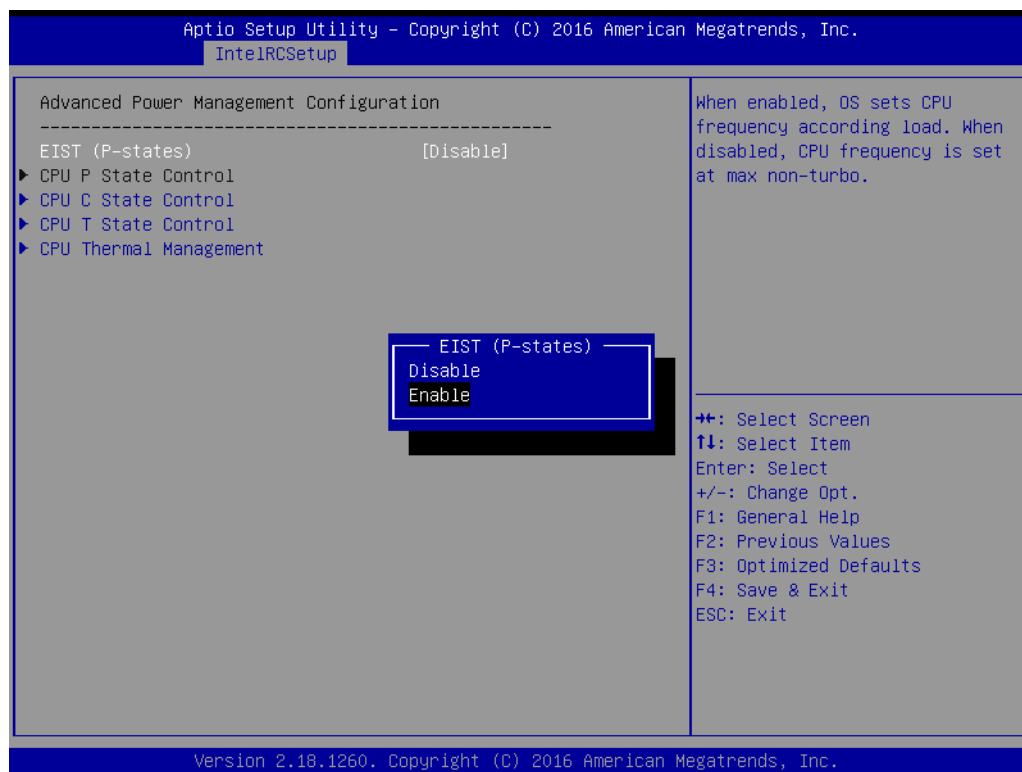 Aptio Setup Utility – Copyright (C) 2016 American Megatrends, Inc.
IntelRCSetup
Advanced Power Management Configuration
--------------------------------------------------
EIST (P-states) [Disable]
CPU P State Control
CPU C State Control
CPU T State Control
CPU Thermal Management
EIST (P-states)
Disable
Enable
When enabled, OS sets CPU
frequency according load. When
disabled, CPU frequency is set
at max non-turbo.
→←: Select Screen
↑↓: Select Item
Enter: Select
+/-: Change Opt.
F1: General Help
F2: Previous Values
F3: Optimized Defaults
F4: Save & Exit
ESC: Exit
Version 2.18.1260. Copyright (C) 2016 American Megatrends, Inc.